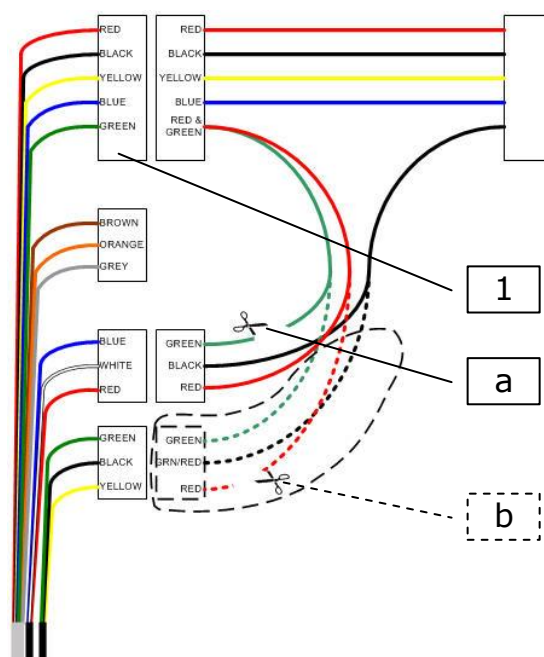 RED
BLACK
YELLOW
BLUE
GREEN
RED
BLACK
YELLOW
BLUE
RED &
GREEN
BROWN
ORANGE
GREY
1
BLUE
WHITE
RED
GREEN
BLACK
RED
a
GREEN
BLACK
YELLOW
GREEN
GRN/RED
RED
b